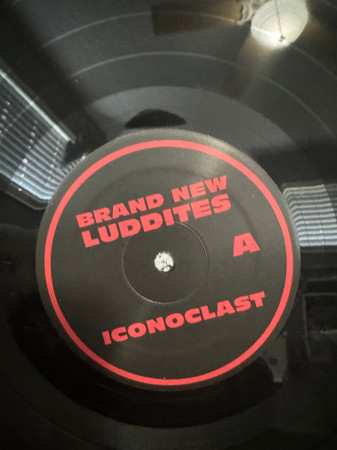 BRAND NEW
LUDDITES
A
ICONOCLAST